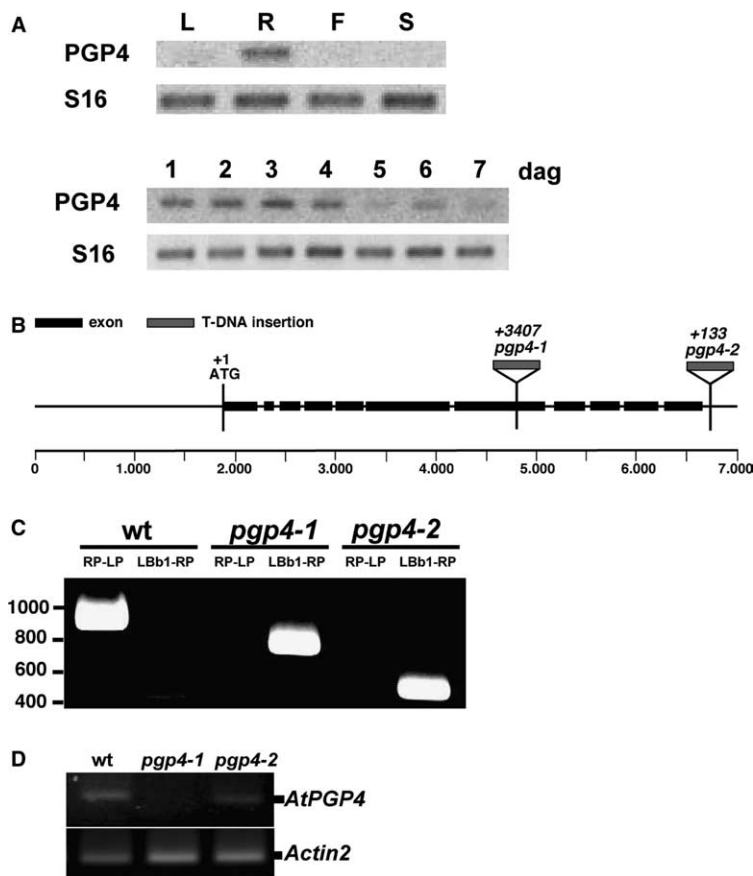 A
L R F S
PGP4
S16
1 2 3 4 5 6 7 dag
PGP4
S16
B
exon T-DNA insertion
+3407
pgp4-1
+133
pgp4-2
+1
ATG
0 1.000 2.000 3.000 4.000 5.000 6.000 7.000
C
wt pgp4-1 pgp4-2
RP-LP LBb1-RP RP-LP LBb1-RP RP-LP LBb1-RP
1000
800
600
400
D
wt pgp4-1 pgp4-2
AtPGP4
Actin2